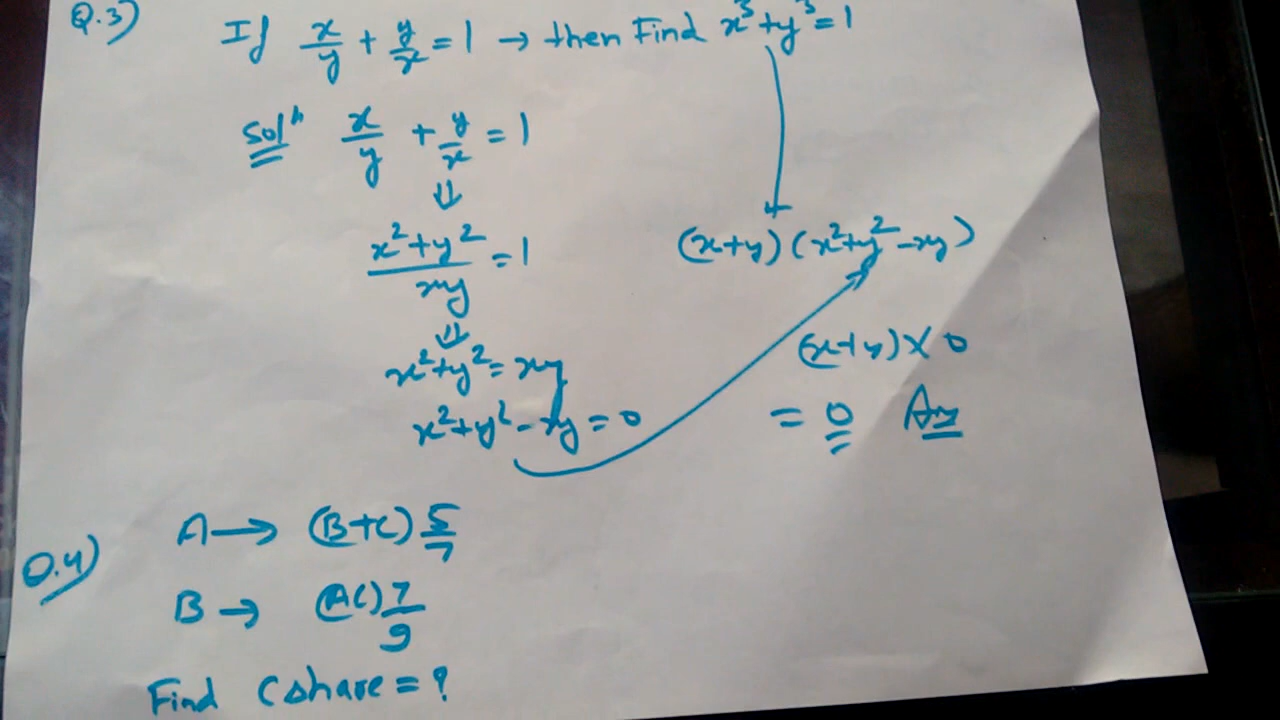 Q.3) If x/y + y/x = 1 → then Find x³+y³=1
Solⁿ x/y + y/x = 1
⇓
x²+y²/xy = 1
(x+y)(x²+y²-xy)
⇓
x²+y²=xy
(x+y)×0
x²+y²-xy=0
= 0 Ans
Q.4) A → (B+C) 5/7
B → (AC) 7/9
Find C share = ?